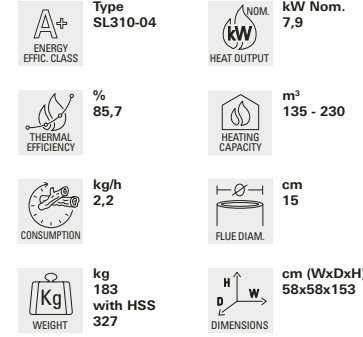 A+
ENERGY
EFFIC. CLASS
Type
SL310-04
NOM.
kW
HEAT OUTPUT
kW Nom.
7,9
THERMAL
EFFICIENCY
%
85,7
HEATING
CAPACITY
m³
135 - 230
CONSUMPTION
kg/h
2,2
Ø
FLUE DIAM.
cm
15
Kg
WEIGHT
kg
183
with HSS
327
H
W
D
DIMENSIONS
cm (WxDxH)
58x58x153